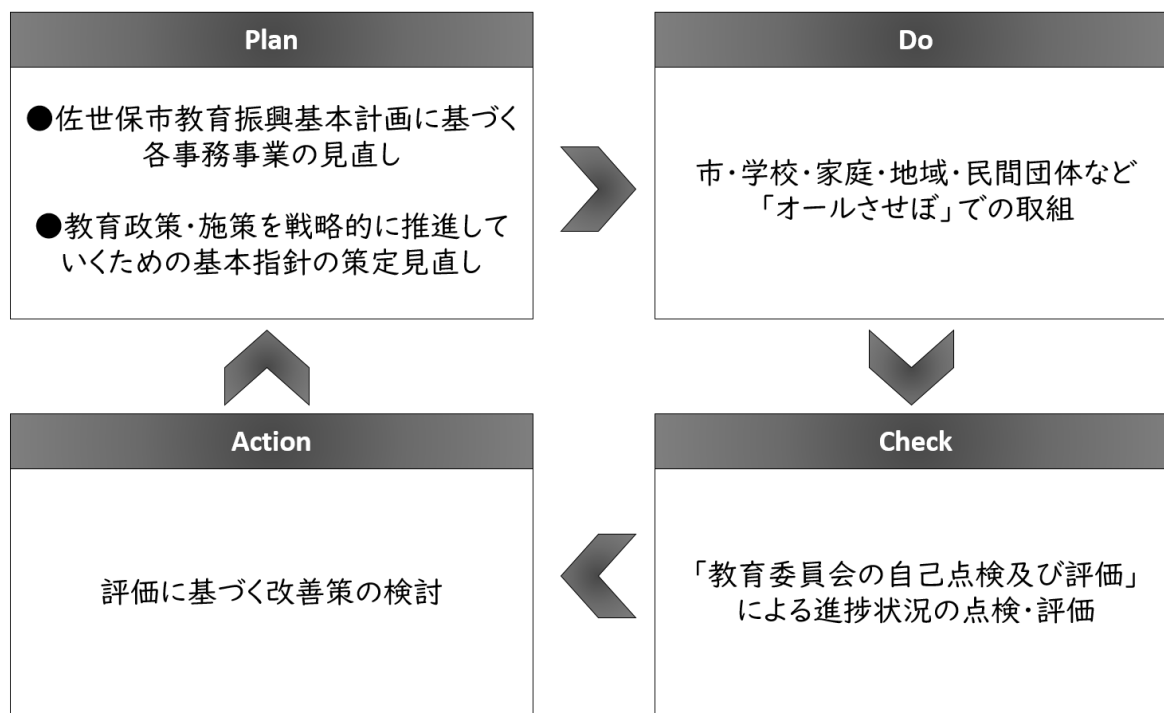 Plan
●佐世保市教育振興基本計画に基づく
各事務事業の見直し
●教育政策・施策を戦略的に推進して
いくための基本指針の策定見直し
Do
市・学校・家庭・地域・民間団体など
「オールさせぼ」での取組
Check
「教育委員会の自己点検及び評価」
による進捗状況の点検・評価
Action
評価に基づく改善策の検討